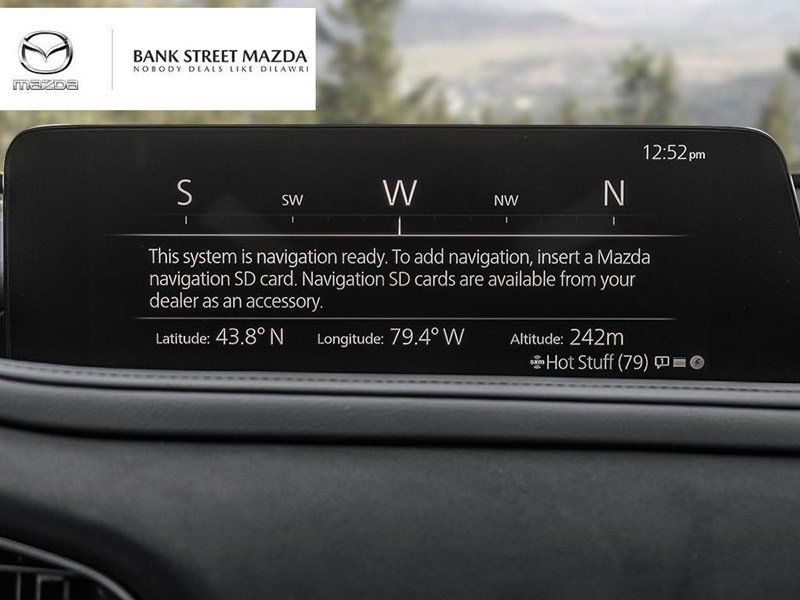 mazda
BANK STREET MAZDA
NOBODY DEALS LIKE DILAWRI
12:52pm
S SW W NW N
This system is navigation ready. To add navigation, insert a Mazda
navigation SD card. Navigation SD cards are available from your
dealer as an accessory.
Latitude: 43.8° N Longitude: 79.4° W Altitude: 242m
sxm Hot Stuff (79)